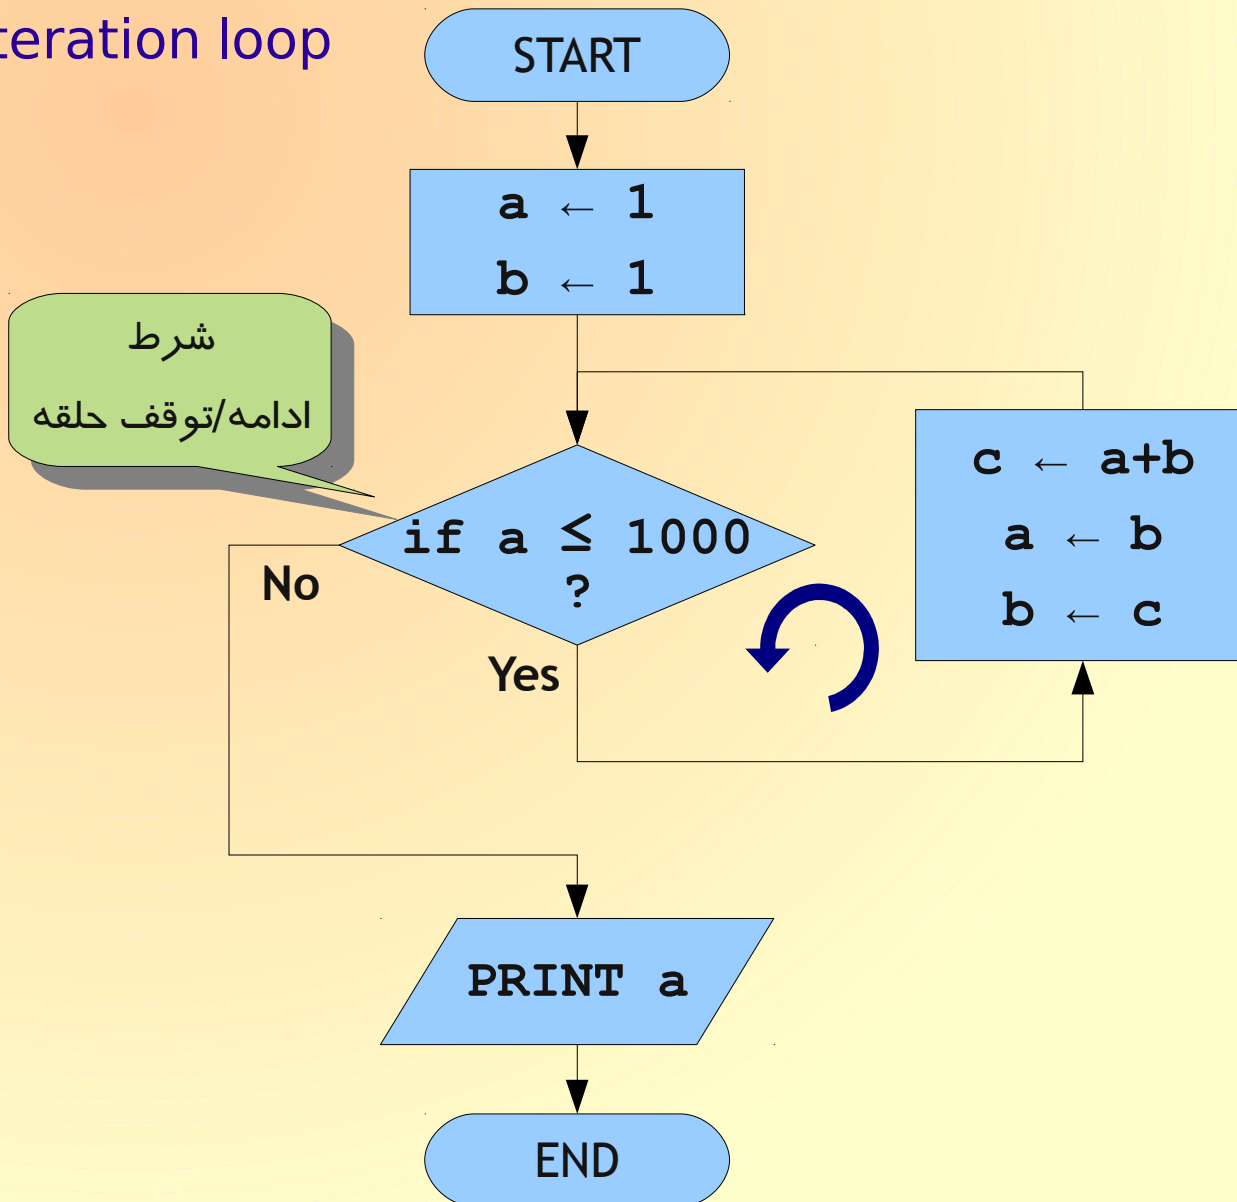 teration loop
START
a ← 1
b ← 1
شرط
ادامه/توقف حلقه
c ← a+b
a ← b
b ← c
if a ≤ 1000
?
No
Yes
PRINT a
END